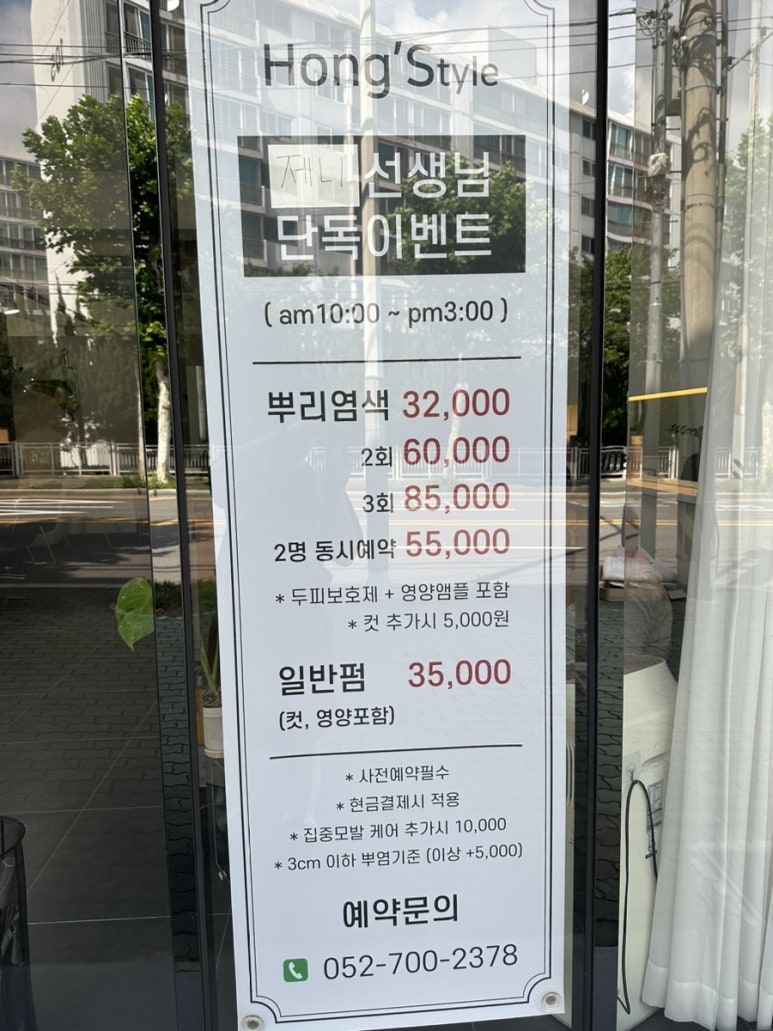 Hong'Style
제니 선생님
단독이벤트
( am10:00 ~ pm3:00 )
뿌리염색 32,000
2회 60,000
3회 85,000
2명 동시예약 55,000
* 두피보호제 + 영양앰플 포함
* 컷 추가시 5,000원
일반펌 35,000
(컷, 영양포함)
* 사전예약필수
* 현금결제시 적용
* 집중모발 케어 추가시 10,000
* 3cm 이하 뿌염기준 (이상 +5,000)
예약문의
052-700-2378